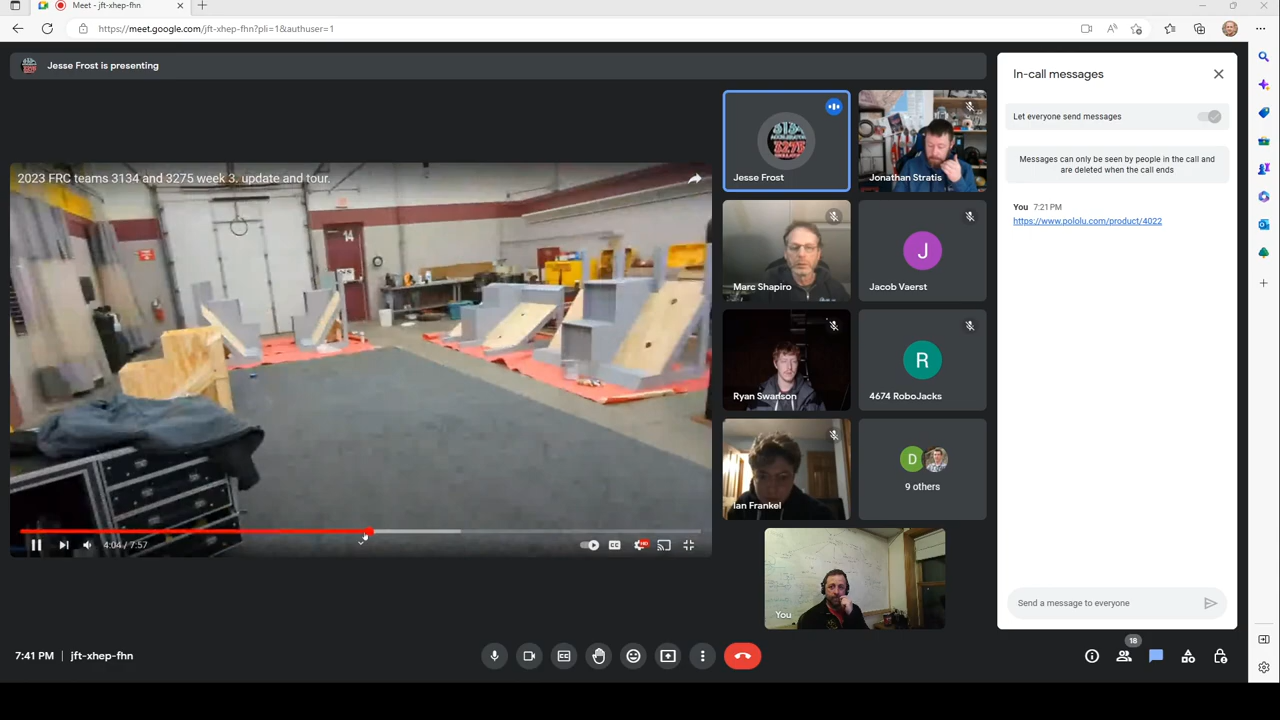 Meet - jft-xhep-fhn
https://meet.google.com/jft-xhep-fhn?pli=1&authuser=1
Jesse Frost is presenting
2023 FRC teams 3134 and 3275 week 3. update and tour.
14
4:04 / 7:57
CC
HD
3134
3275
Jesse Frost
Jonathan Stratis
Marc Shapiro
J
Jacob Vaerst
Ryan Swanson
R
4674 RoboJacks
Ian Frankel
D
9 others
You
In-call messages
Let everyone send messages
Messages can only be seen by people in the call and
are deleted when the call ends
You 7:21 PM
https://www.pololu.com/product/4022
Send a message to everyone
7:41 PM | jft-xhep-fhn
18